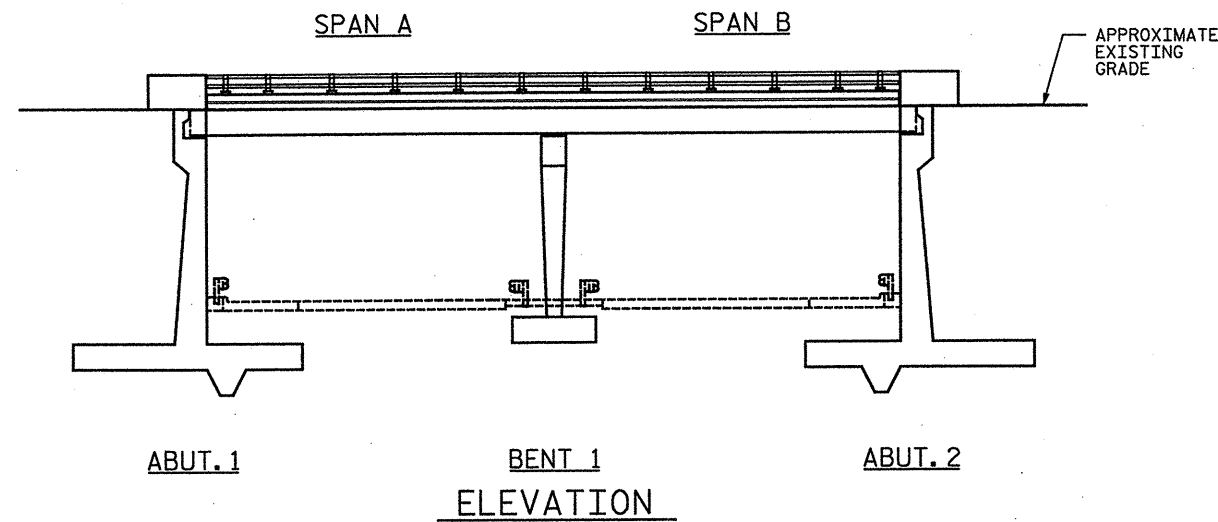 SPAN A
SPAN B
APPROXIMATE
EXISTING
GRADE
ABUT. 1
BENT 1
ABUT. 2
ELEVATION